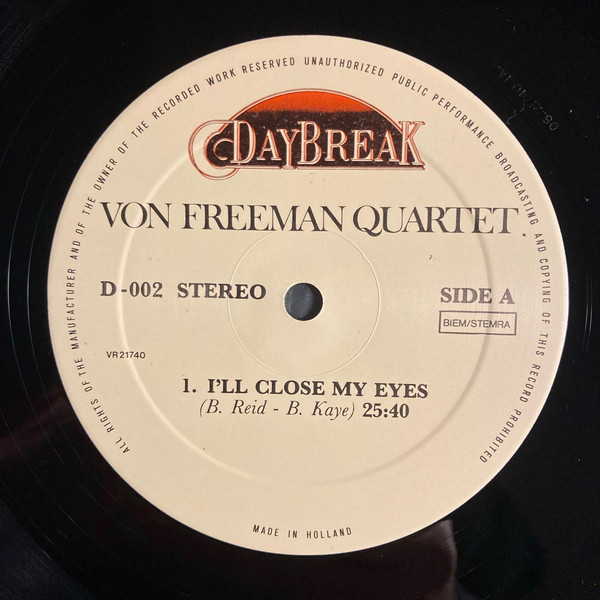 ALL RIGHTS OF THE MANUFACTURER AND OF THE OWNER OF THE RECORDED WORK RESERVED UNAUTHORIZED PUBLIC PERFORMANCE BROADCASTING AND COPYING OF THIS RECORD PROHIBITED
DAYBREAK
VON FREEMAN QUARTET
D-002 STEREO
SIDE A
BIEM/STEMRA
VR 21740
1. I'LL CLOSE MY EYES
(B. Reid - B. Kaye) 25:40
MADE IN HOLLAND